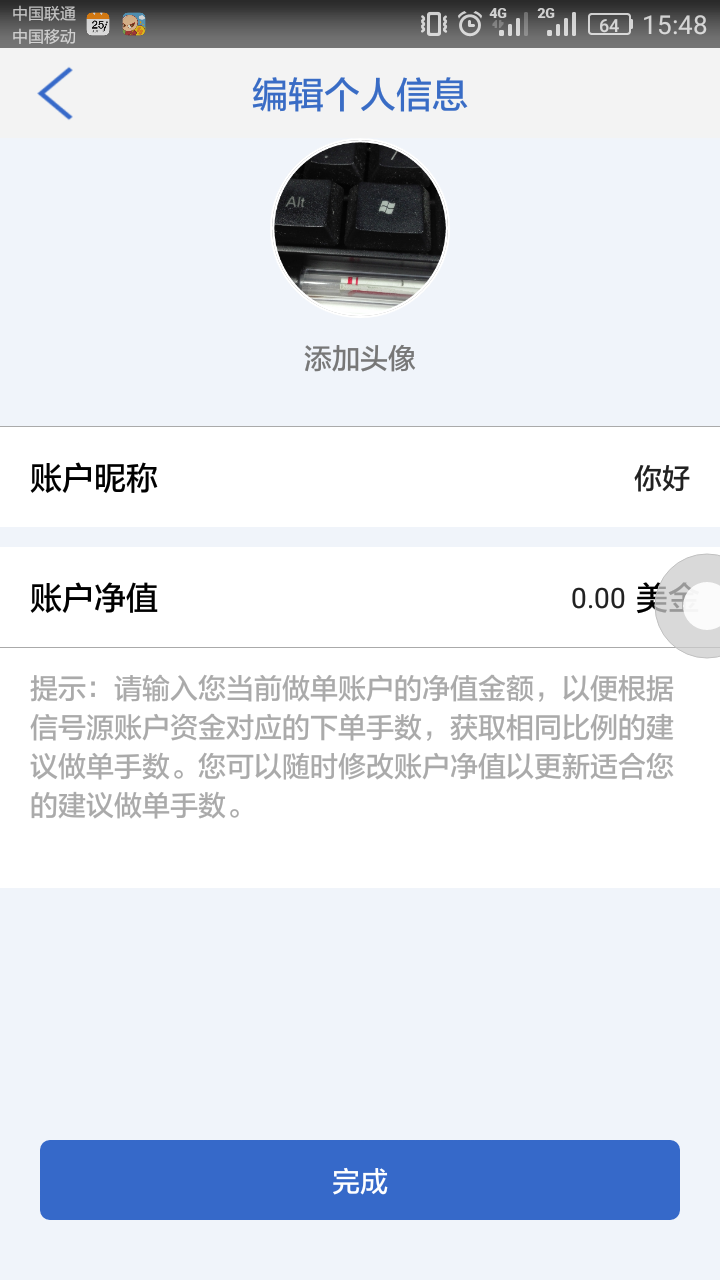 中国联通
中国移动
25
4G
2G
64
15:48
编辑个人信息
Alt
添加头像
账户昵称
你好
账户净值
0.00 美金
提示：请输入您当前做单账户的净值金额，以便根据
信号源账户资金对应的下单手数，获取相同比例的建
议做单手数。您可以随时修改账户净值以更新适合您
的建议做单手数。
完成